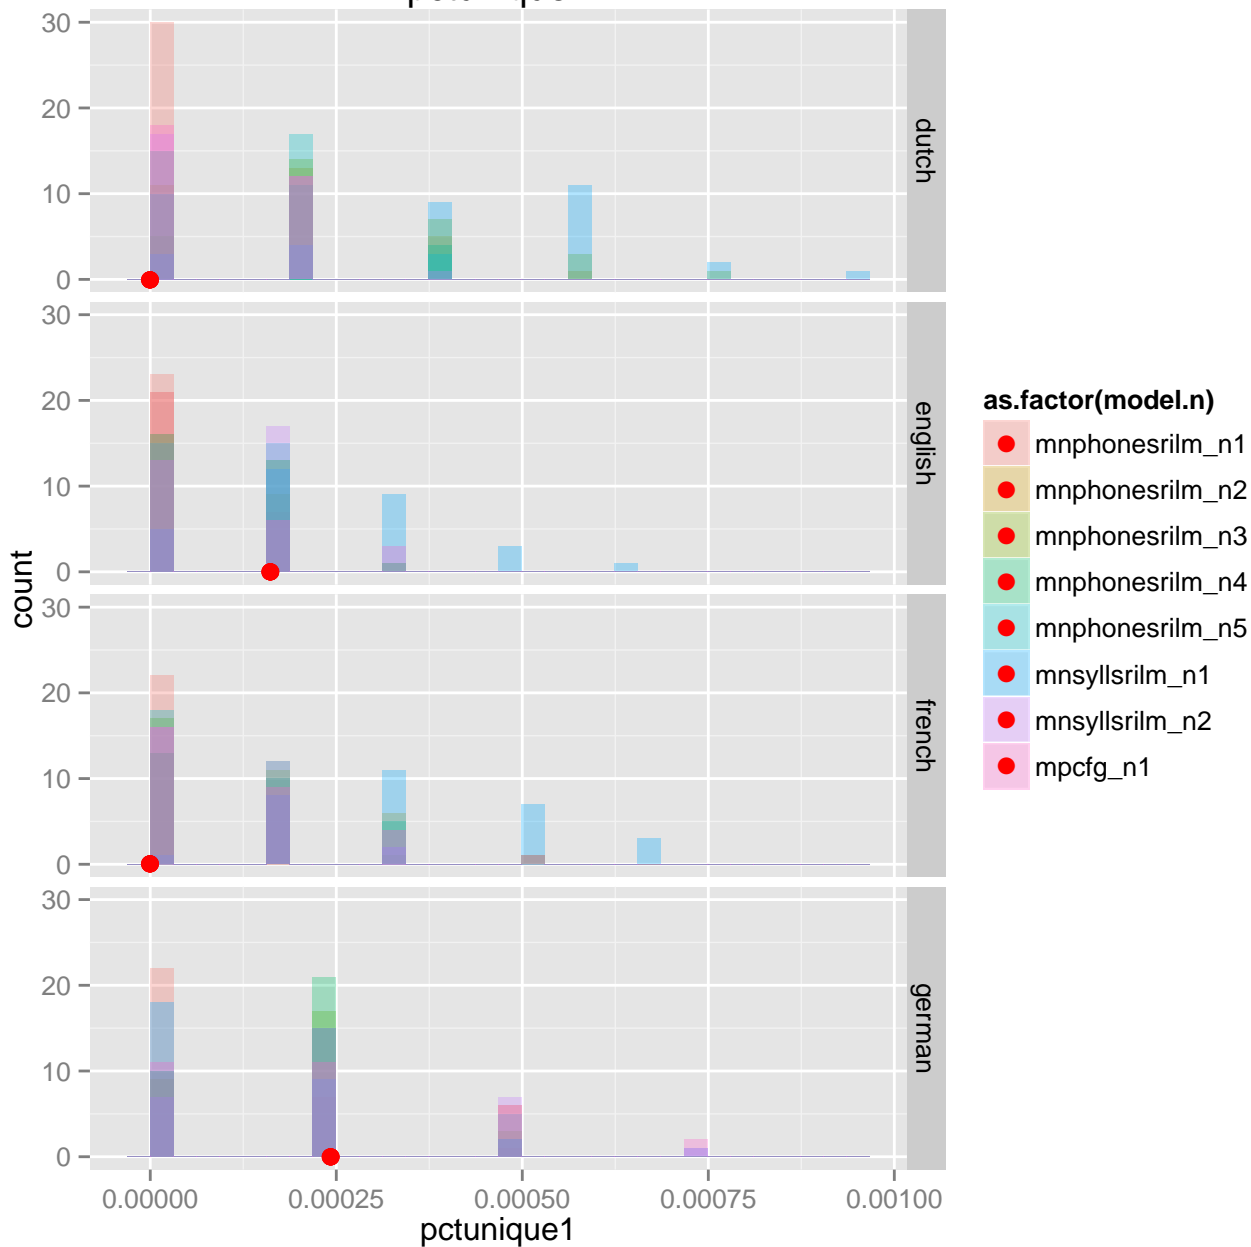 30
20
10
0
dutch
30
20
10
0
english
30
20
10
0
french
30
20
10
0
german
count
0.00000
0.00025
0.00050
0.00075
0.00100
pctunique1
as.factor(model.n)
mnphonesrilm_n1
mnphonesrilm_n2
mnphonesrilm_n3
mnphonesrilm_n4
mnphonesrilm_n5
mnsyllsrilm_n1
mnsyllsrilm_n2
mpcfg_n1